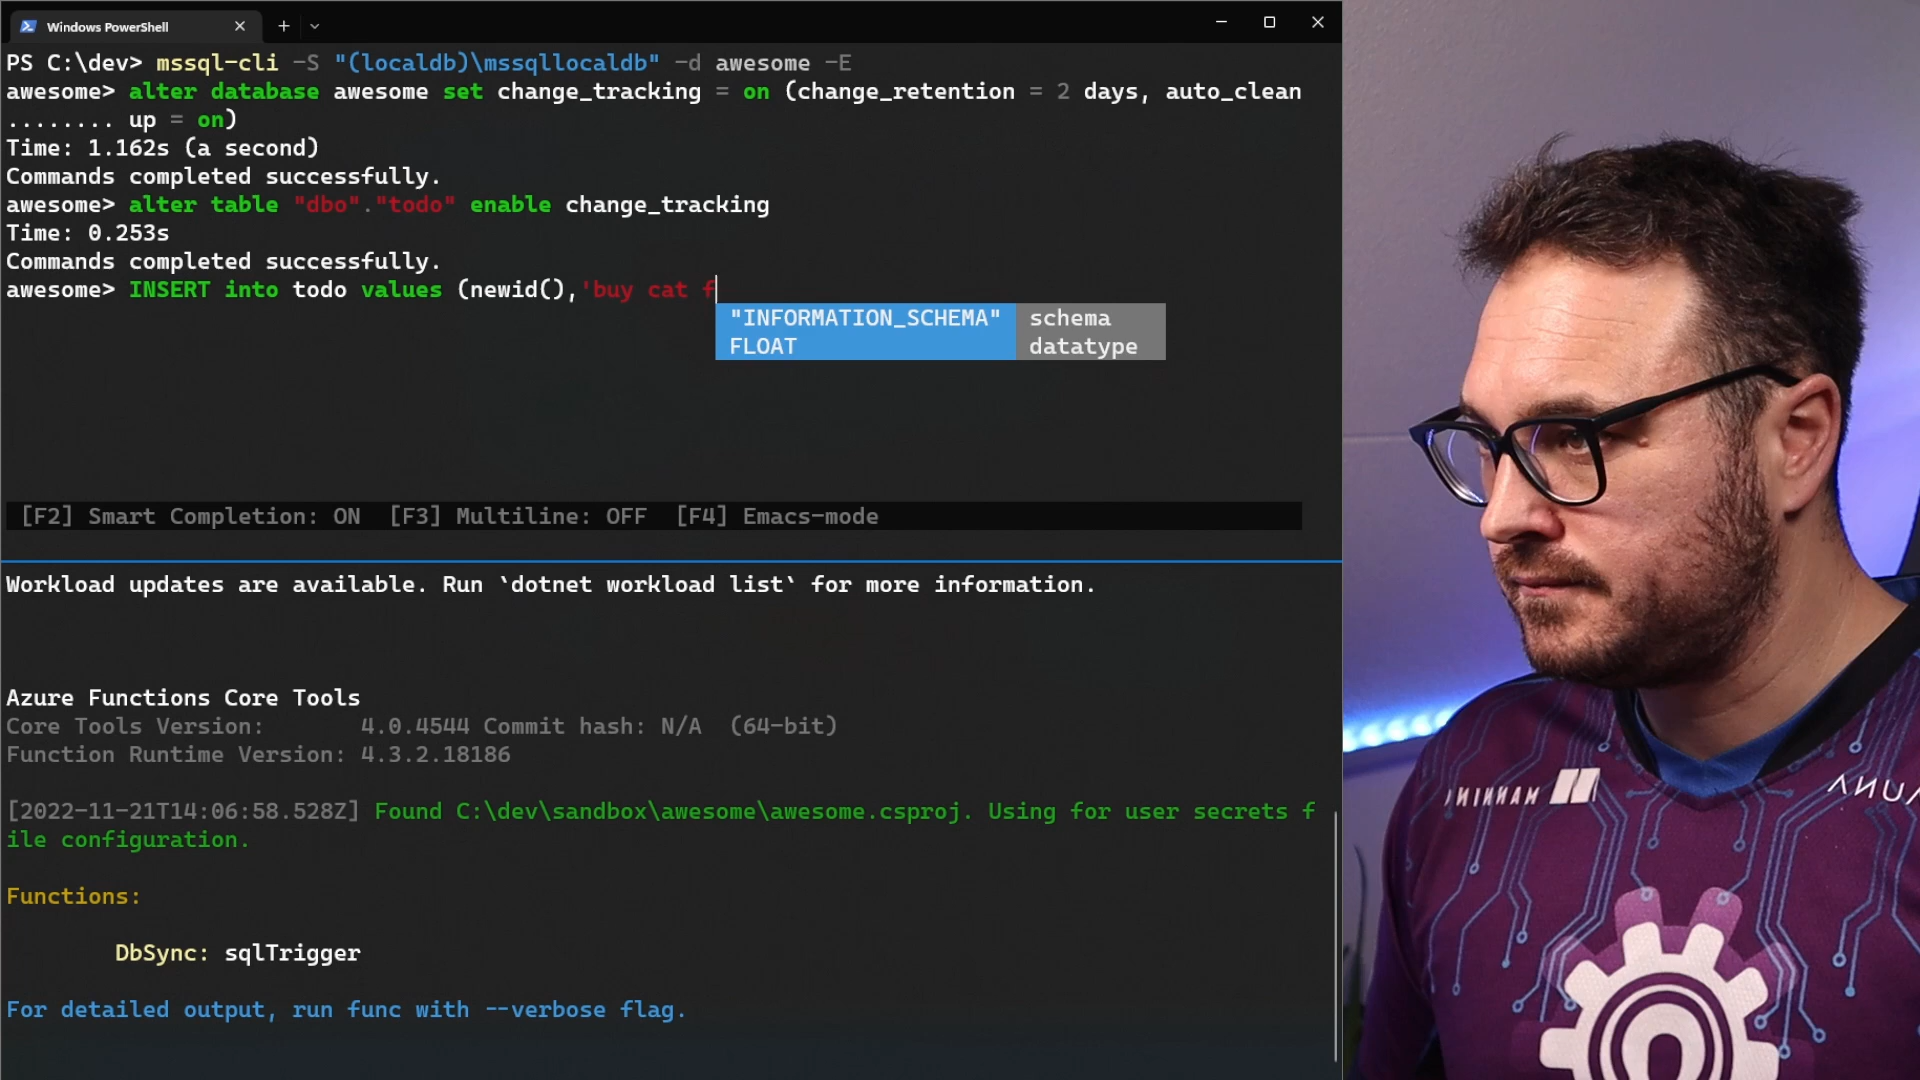 Windows PowerShell
PS C:\dev> mssql-cli -S "(localdb)\mssqllocaldb" -d awesome -E
awesome> alter database awesome set change_tracking = on (change_retention = 2 days, auto_clean
........ up = on)
Time: 1.162s (a second)
Commands completed successfully.
awesome> alter table "dbo"."todo" enable change_tracking
Time: 0.253s
Commands completed successfully.
awesome> INSERT into todo values (newid(),'buy cat f
"INFORMATION_SCHEMA" schema
FLOAT datatype
[F2] Smart Completion: ON [F3] Multiline: OFF [F4] Emacs-mode
Workload updates are available. Run `dotnet workload list` for more information.
Azure Functions Core Tools
Core Tools Version: 4.0.4544 Commit hash: N/A (64-bit)
Function Runtime Version: 4.3.2.18186
[2022-11-21T14:06:58.528Z] Found C:\dev\sandbox\awesome\awesome.csproj. Using for user secrets f
ile configuration.
Functions:
DbSync: sqlTrigger
For detailed output, run func with --verbose flag.